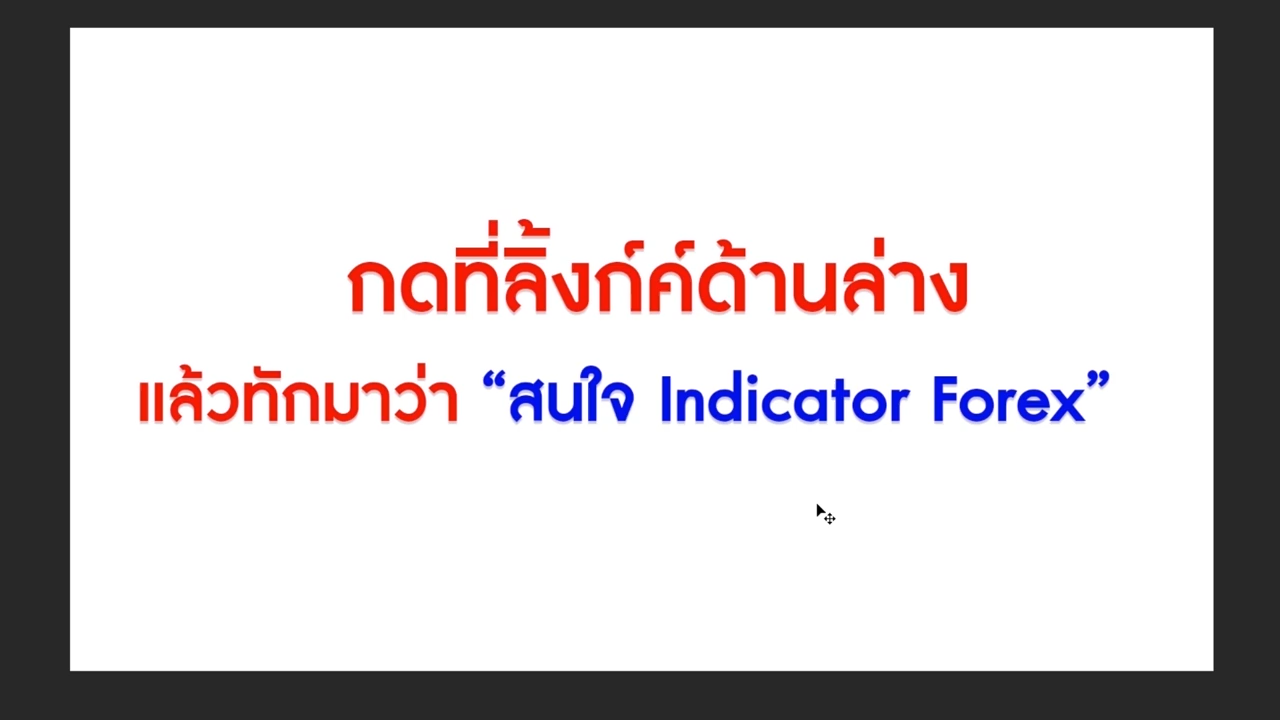 กดที่ลิ้งก์ค์ด้านล่าง
แล้วทักมาว่า “สนใจ Indicator Forex”